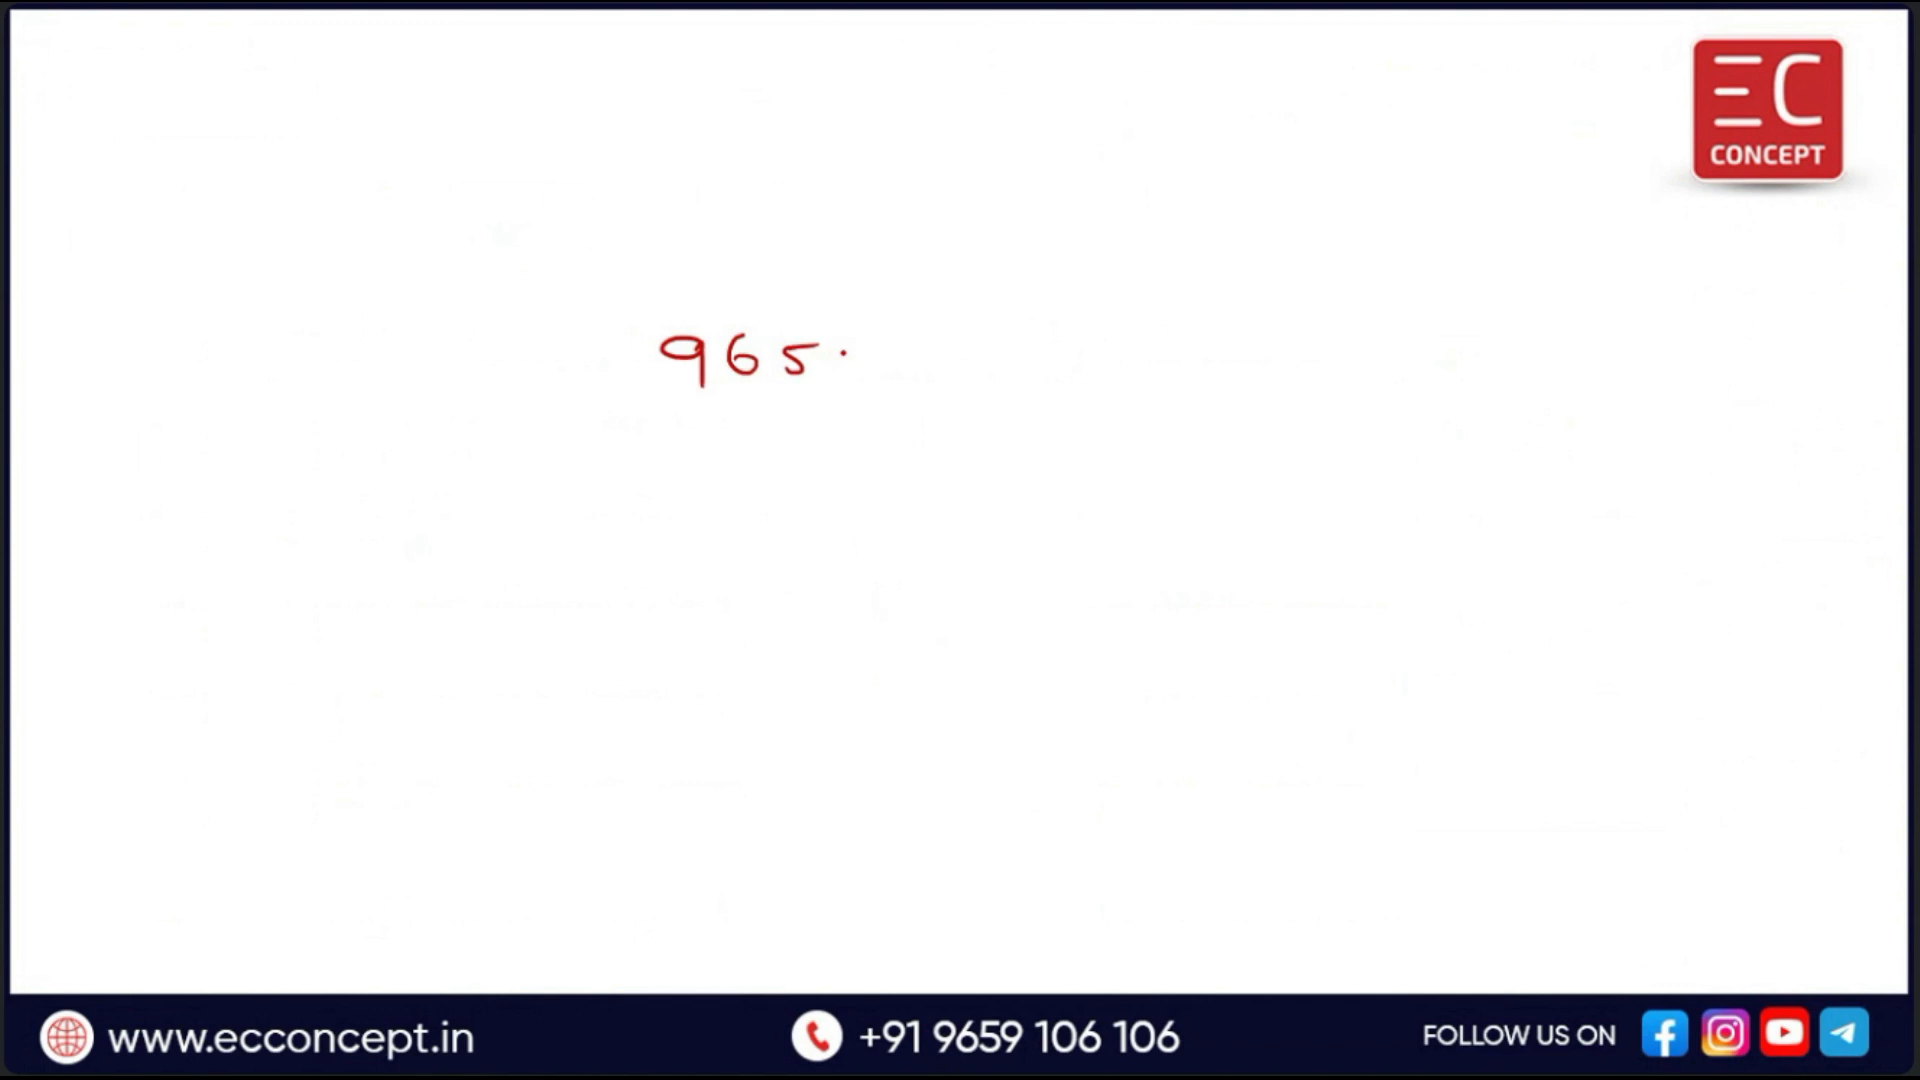 EC
CONCEPT
965.
www.ecconcept.in
+91 9659 106 106
FOLLOW US ON